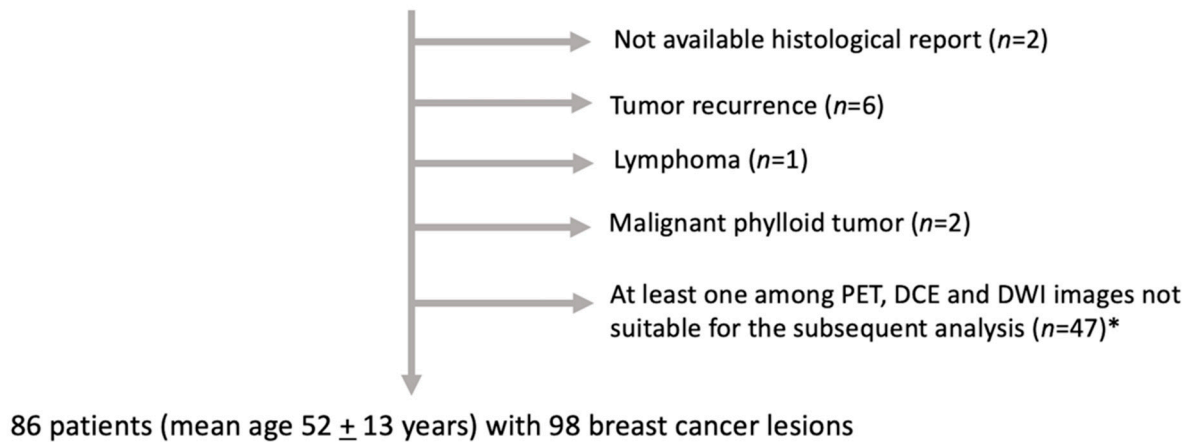 Not available histological report (n=2)
Tumor recurrence (n=6)
Lymphoma (n=1)
Malignant phylloid tumor (n=2)
At least one among PET, DCE and DWI images not
suitable for the subsequent analysis (n=47)*
86 patients (mean age 52 ± 13 years) with 98 breast cancer lesions